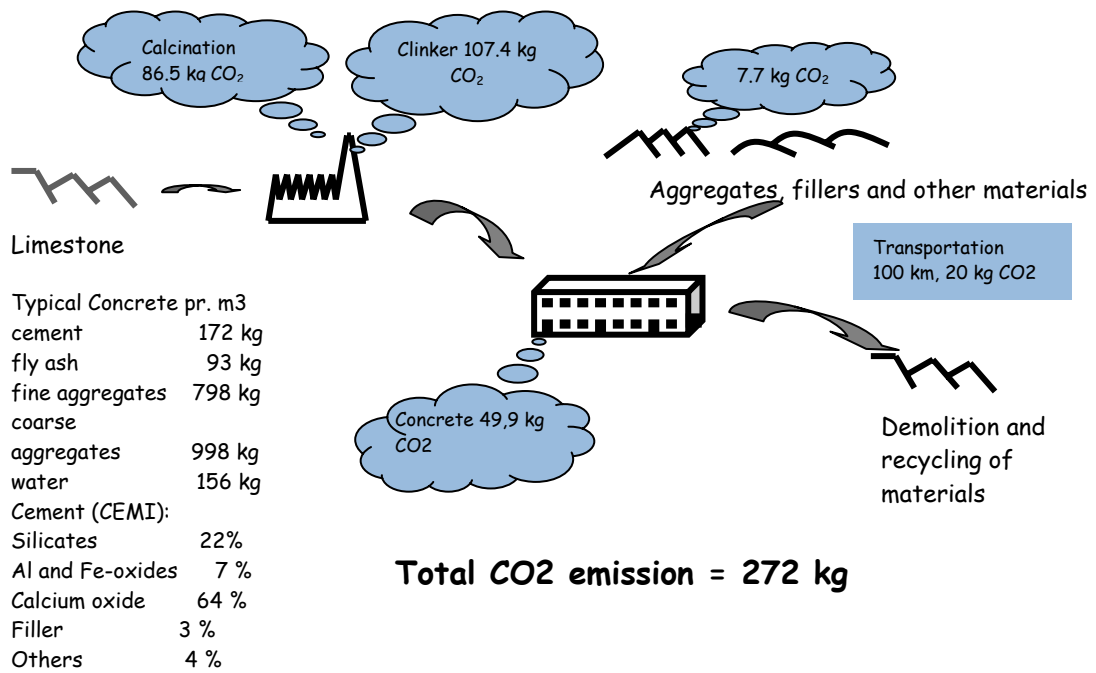 Calcination
86.5 kg CO₂
Clinker 107.4 kg
CO₂
7.7 kg CO₂
Aggregates, fillers and other materials
Limestone
Transportation
100 km, 20 kg CO2
Typical Concrete pr. m3
cement 172 kg
fly ash 93 kg
fine aggregates 798 kg
coarse
aggregates 998 kg
water 156 kg
Cement (CEMI):
Silicates 22%
Al and Fe-oxides 7 %
Calcium oxide 64 %
Filler 3 %
Others 4 %
Concrete 49,9 kg
CO2
Demolition and
recycling of
materials
Total CO2 emission = 272 kg